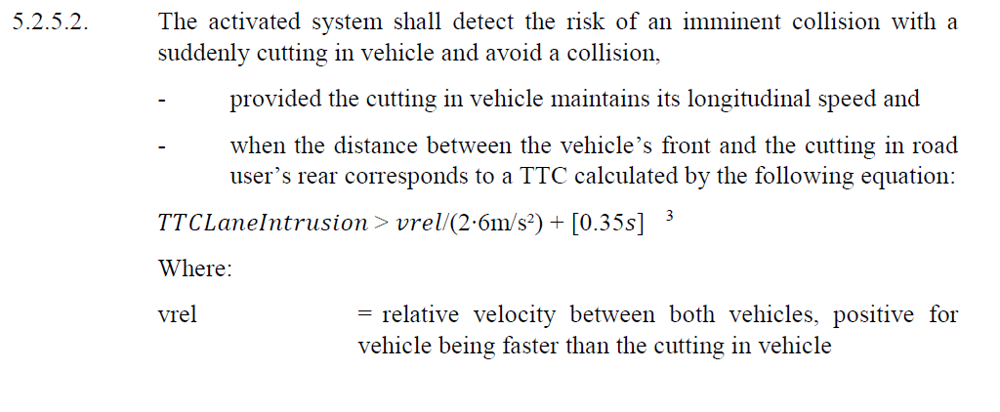 5.2.5.2. The activated system shall detect the risk of an imminent collision with a
suddenly cutting in vehicle and avoid a collision,
- provided the cutting in vehicle maintains its longitudinal speed and
- when the distance between the vehicle’s front and the cutting in road
user’s rear corresponds to a TTC calculated by the following equation:
TTCLaneIntrusion > vrel/(2·6m/s²) + [0.35s] ³
Where:
vrel = relative velocity between both vehicles, positive for
vehicle being faster than the cutting in vehicle